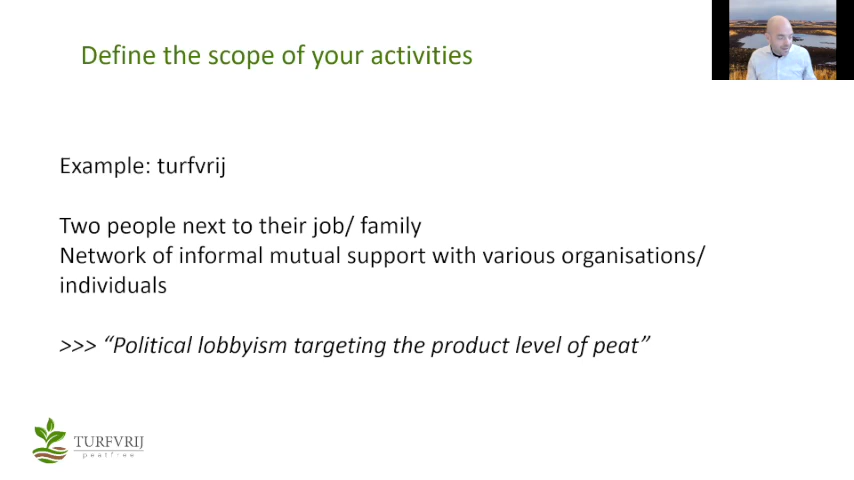 Define the scope of your activities
Example: turfvrij
Two people next to their job/ family
Network of informal mutual support with various organisations/
individuals
>>> “Political lobbyism targeting the product level of peat”
TURFVRIJ
peatfree